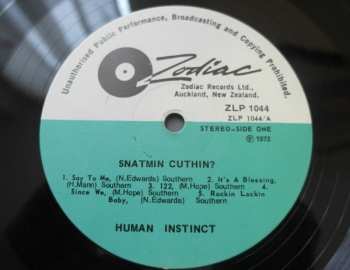 Unauthorised Public Performance, Broadcasting and Copying Prohibited.
Zodiac
Zodiac Records Ltd.,
Auckland, New Zealand.
ZLP 1044
ZLP 1044/A
STEREO-SIDE ONE
℗ 1972
SNATMIN CUTHIN?
1. Say To Me, (N.Edwards) Southern 2. It's A Blessing,
(H.Mann) Southern 3. 122, (M.Hope) Southern 4.
Since We, (M.Hope) Southern 5. Rockin Lackin
Baby, (N.Edwards) Southern
HUMAN INSTINCT